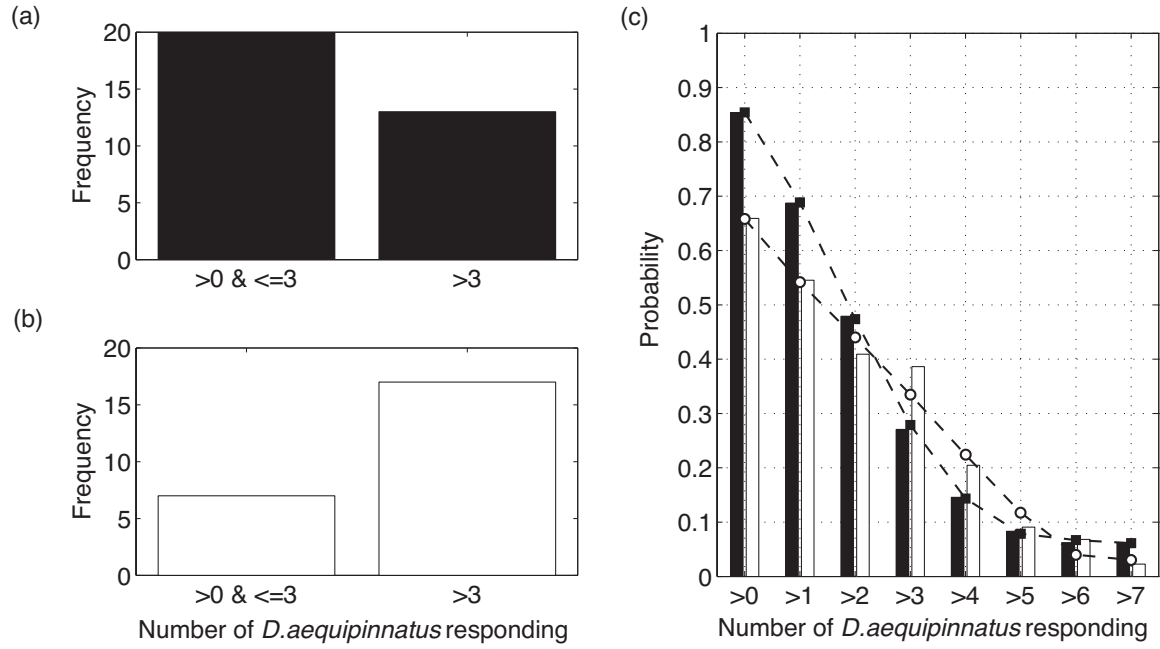 (a)
20
15
10
5
0
Frequency
>0 & <=3
>3
(b)
20
15
10
5
0
Frequency
>0 & <=3
>3
Number of D.aequipinnatus responding
(c)
1
0.9
0.8
0.7
0.6
0.5
0.4
0.3
0.2
0.1
0
Probability
>0 >1 >2 >3 >4 >5 >6 >7
Number of D.aequipinnatus responding